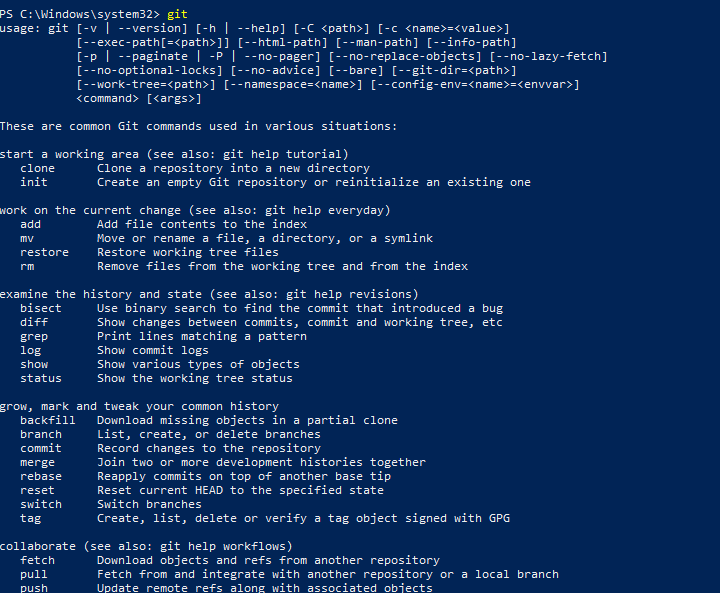 PS C:\Windows\system32> git
usage: git [-v | --version] [-h | --help] [-C <path>] [-c <name>=<value>]
           [--exec-path[=<path>]] [--html-path] [--man-path] [--info-path]
           [-p | --paginate | -P | --no-pager] [--no-replace-objects] [--no-lazy-fetch]
           [--no-optional-locks] [--no-advice] [--bare] [--git-dir=<path>]
           [--work-tree=<path>] [--namespace=<name>] [--config-env=<name>=<envvar>]
           <command> [<args>]

These are common Git commands used in various situations:

start a working area (see also: git help tutorial)
   clone      Clone a repository into a new directory
   init       Create an empty Git repository or reinitialize an existing one

work on the current change (see also: git help everyday)
   add        Add file contents to the index
   mv         Move or rename a file, a directory, or a symlink
   restore    Restore working tree files
   rm         Remove files from the working tree and from the index

examine the history and state (see also: git help revisions)
   bisect     Use binary search to find the commit that introduced a bug
   diff       Show changes between commits, commit and working tree, etc
   grep       Print lines matching a pattern
   log        Show commit logs
   show       Show various types of objects
   status     Show the working tree status

grow, mark and tweak your common history
   backfill   Download missing objects in a partial clone
   branch     List, create, or delete branches
   commit     Record changes to the repository
   merge      Join two or more development histories together
   rebase     Reapply commits on top of another base tip
   reset      Reset current HEAD to the specified state
   switch     Switch branches
   tag        Create, list, delete or verify a tag object signed with GPG

collaborate (see also: git help workflows)
   fetch      Download objects and refs from another repository
   pull       Fetch from and integrate with another repository or a local branch
   push       Update remote refs along with associated objects